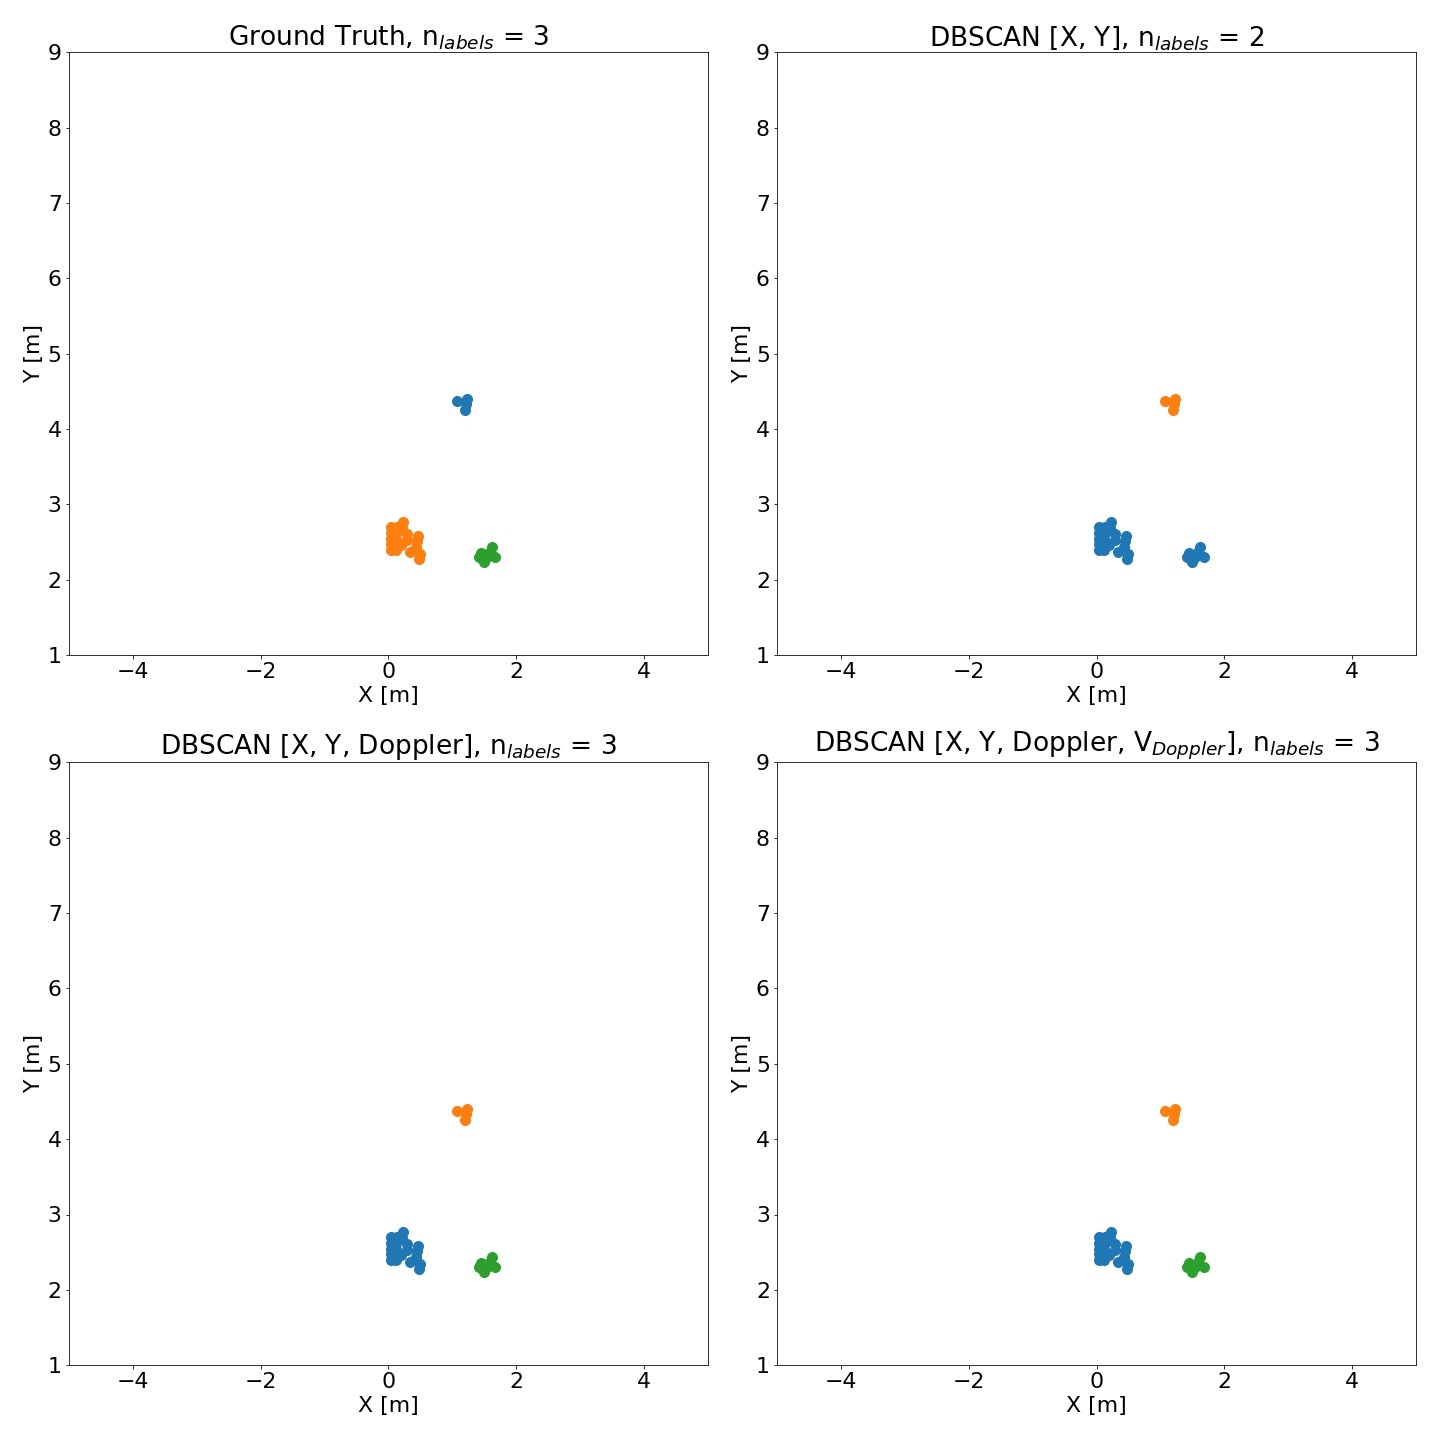 Ground Truth, n_labels = 3
9
8
7
6
5
4
3
2
1
Y [m]
−4 −2 0 2 4
X [m]
DBSCAN [X, Y], n_labels = 2
9
8
7
6
5
4
3
2
1
Y [m]
−4 −2 0 2 4
X [m]
DBSCAN [X, Y, Doppler], n_labels = 3
9
8
7
6
5
4
3
2
1
Y [m]
−4 −2 0 2 4
X [m]
DBSCAN [X, Y, Doppler, V_Doppler], n_labels = 3
9
8
7
6
5
4
3
2
1
Y [m]
−4 −2 0 2 4
X [m]